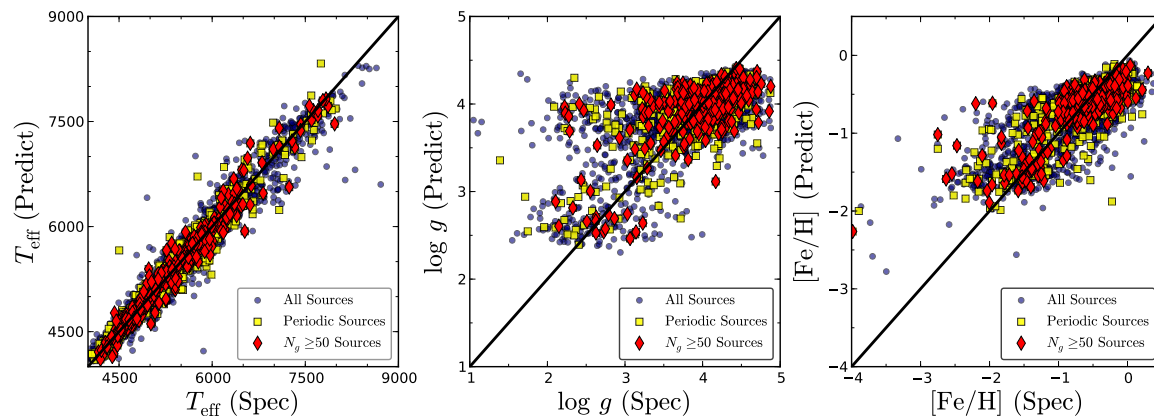 9000
7500
6000
4500
4500 6000 7500 9000
T_eff (Predict)
T_eff (Spec)
All Sources
Periodic Sources
N_g ≥50 Sources
5
4
3
2
1
1 2 3 4 5
log g (Predict)
log g (Spec)
All Sources
Periodic Sources
N_g ≥50 Sources
0
−1
−2
−3
−4
−4 −3 −2 −1 0
[Fe/H] (Predict)
[Fe/H] (Spec)
All Sources
Periodic Sources
N_g ≥50 Sources